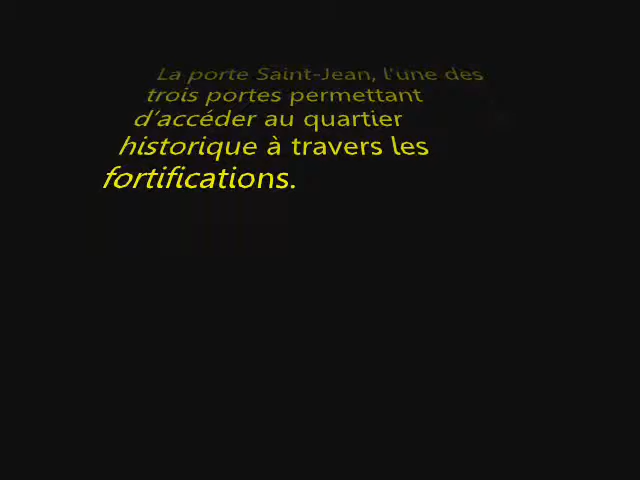 La porte Saint-Jean, l'une des
trois portes permettant
d'accéder au quartier
historique à travers les
fortifications.